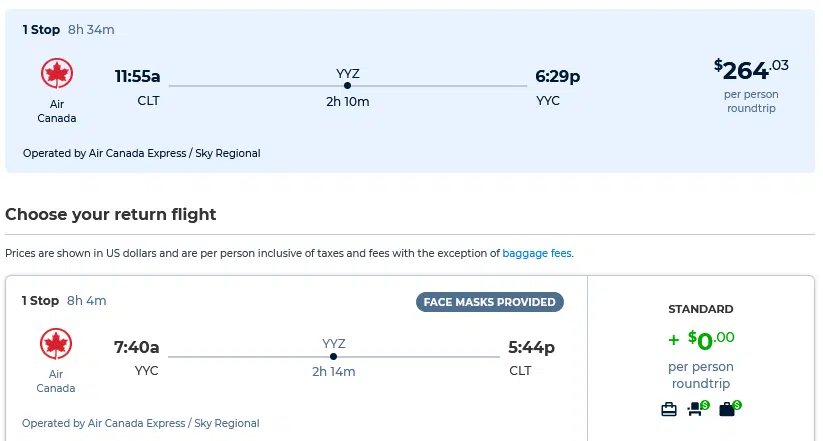 1 Stop 8h 34m
11:55a YYZ 6:29p $264.03
CLT 2h 10m YYC per person
roundtrip
Air
Canada
Operated by Air Canada Express / Sky Regional
Choose your return flight
Prices are shown in US dollars and are per person inclusive of taxes and fees with the exception of baggage fees.
1 Stop 8h 4m FACE MASKS PROVIDED
7:40a YYZ 5:44p
YYC 2h 14m CLT
Air
Canada
Operated by Air Canada Express / Sky Regional
STANDARD
+ $0.00
per person
roundtrip
$ $